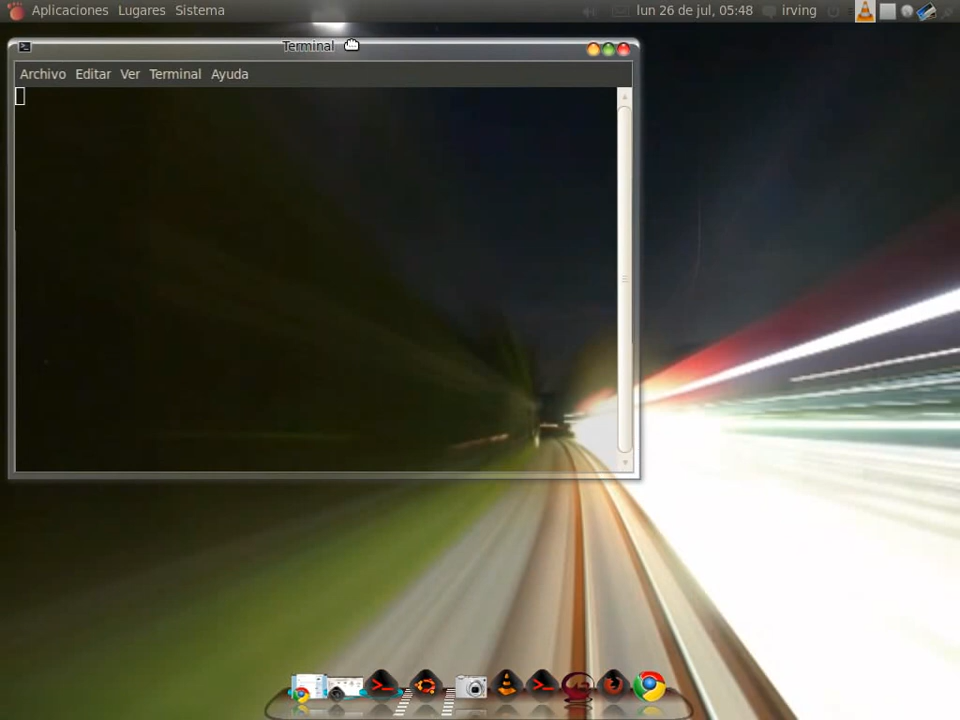 Aplicaciones Lugares Sistema lun 26 de jul, 05:48 irving
Terminal
Archivo Editar Ver Terminal Ayuda